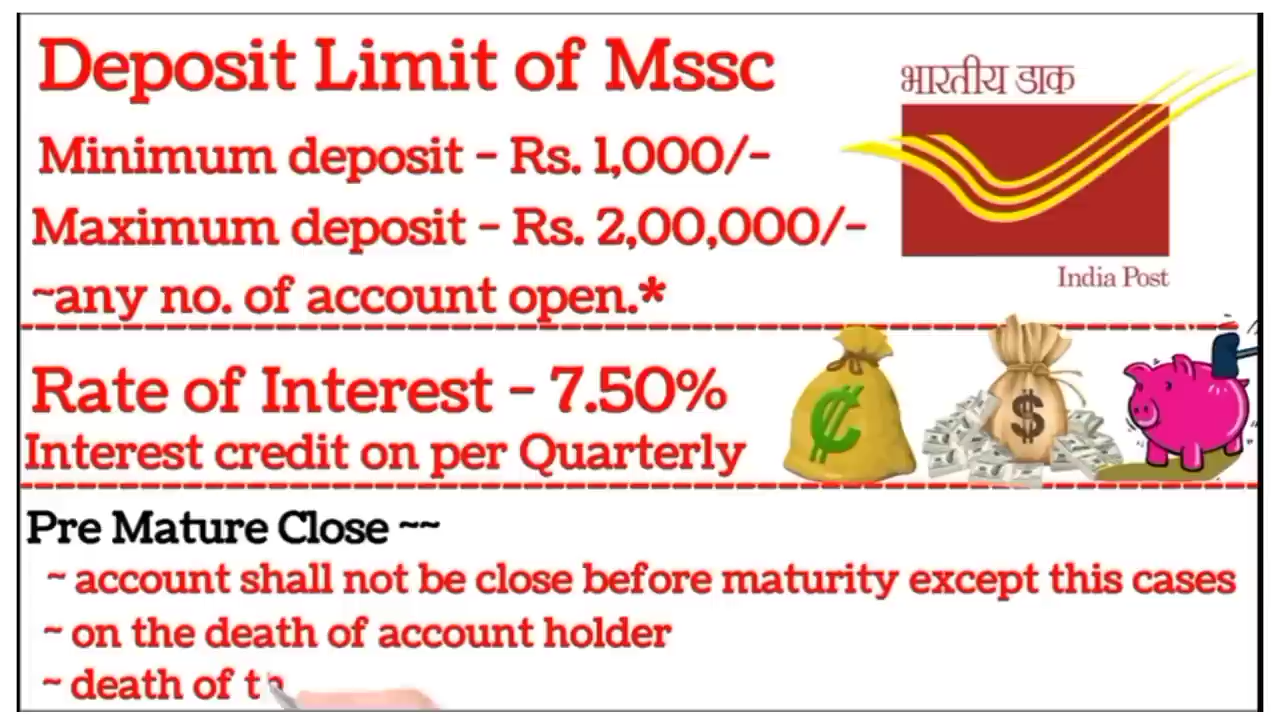 Deposit Limit of Mssc
भारतीय डाक
Minimum deposit - Rs. 1,000/-
Maximum deposit - Rs. 2,00,000/-
India Post
~any no. of account open.*
Rate of Interest - 7.50%
Interest credit on per Quarterly
Pre Mature Close ~~
~ account shall not be close before maturity except this cases
~ on the death of account holder
~ death of